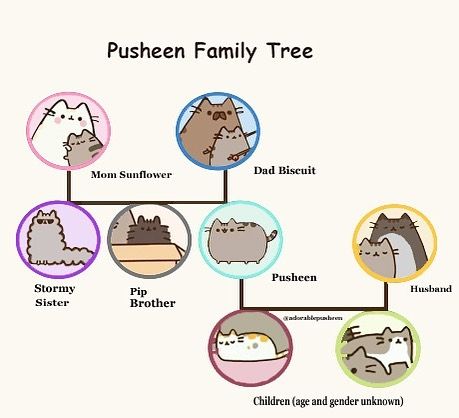 Pusheen Family Tree
Mom Sunflower
Dad Biscuit
Stormy
Sister
Pip
Brother
Pusheen
Husband
@adorablepusheen
Children (age and gender unknown)